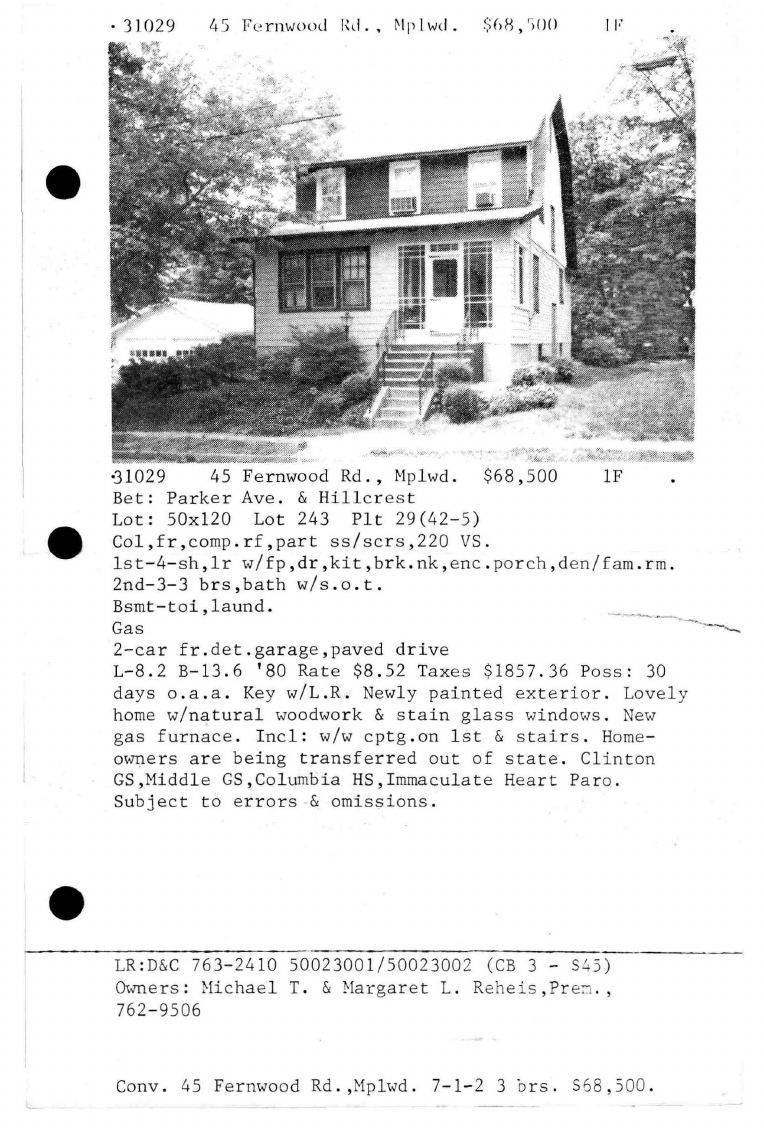 31029 45 Fernwood Rd., Mplwd. $68,500 1F
31029 45 Fernwood Rd., Mplwd. $68,500 1F
Bet: Parker Ave. & Hillcrest
Lot: 50x120 Lot 243 Plt 29(42-5)
Col,fr,comp.rf,part ss/scrs,220 VS.
1st-4-sh,lr w/fp,dr,kit,brk.nk,enc.porch,den/fam.rm.
2nd-3-3 brs,bath w/s.o.t.
Bsmt-toi,laund.
Gas
2-car fr.det.garage,paved drive
L-8.2 B-13.6 '80 Rate $8.52 Taxes $1857.36 Poss: 30
days o.a.a. Key w/L.R. Newly painted exterior. Lovely
home w/natural woodwork & stain glass windows. New
gas furnace. Incl: w/w cptg.on 1st & stairs. Home-
owners are being transferred out of state. Clinton
GS,Middle GS,Columbia HS,Immaculate Heart Paro.
Subject to errors & omissions.
LR:D&C 763-2410 50023001/50023002 (CB 3 - $45)
Owners: Michael T. & Margaret L. Reheis,Prem.,
762-9506
Conv. 45 Fernwood Rd.,Mplwd. 7-1-2 3 brs. $68,500.